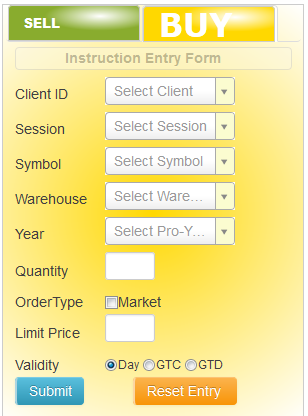 SELL BUY
Instruction Entry Form
Client ID Select Client
Session Select Session
Symbol Select Symbol
Warehouse Select Ware...
Year Select Pro-Y...
Quantity
OrderType Market
Limit Price
Validity Day GTC GTD
Submit Reset Entry